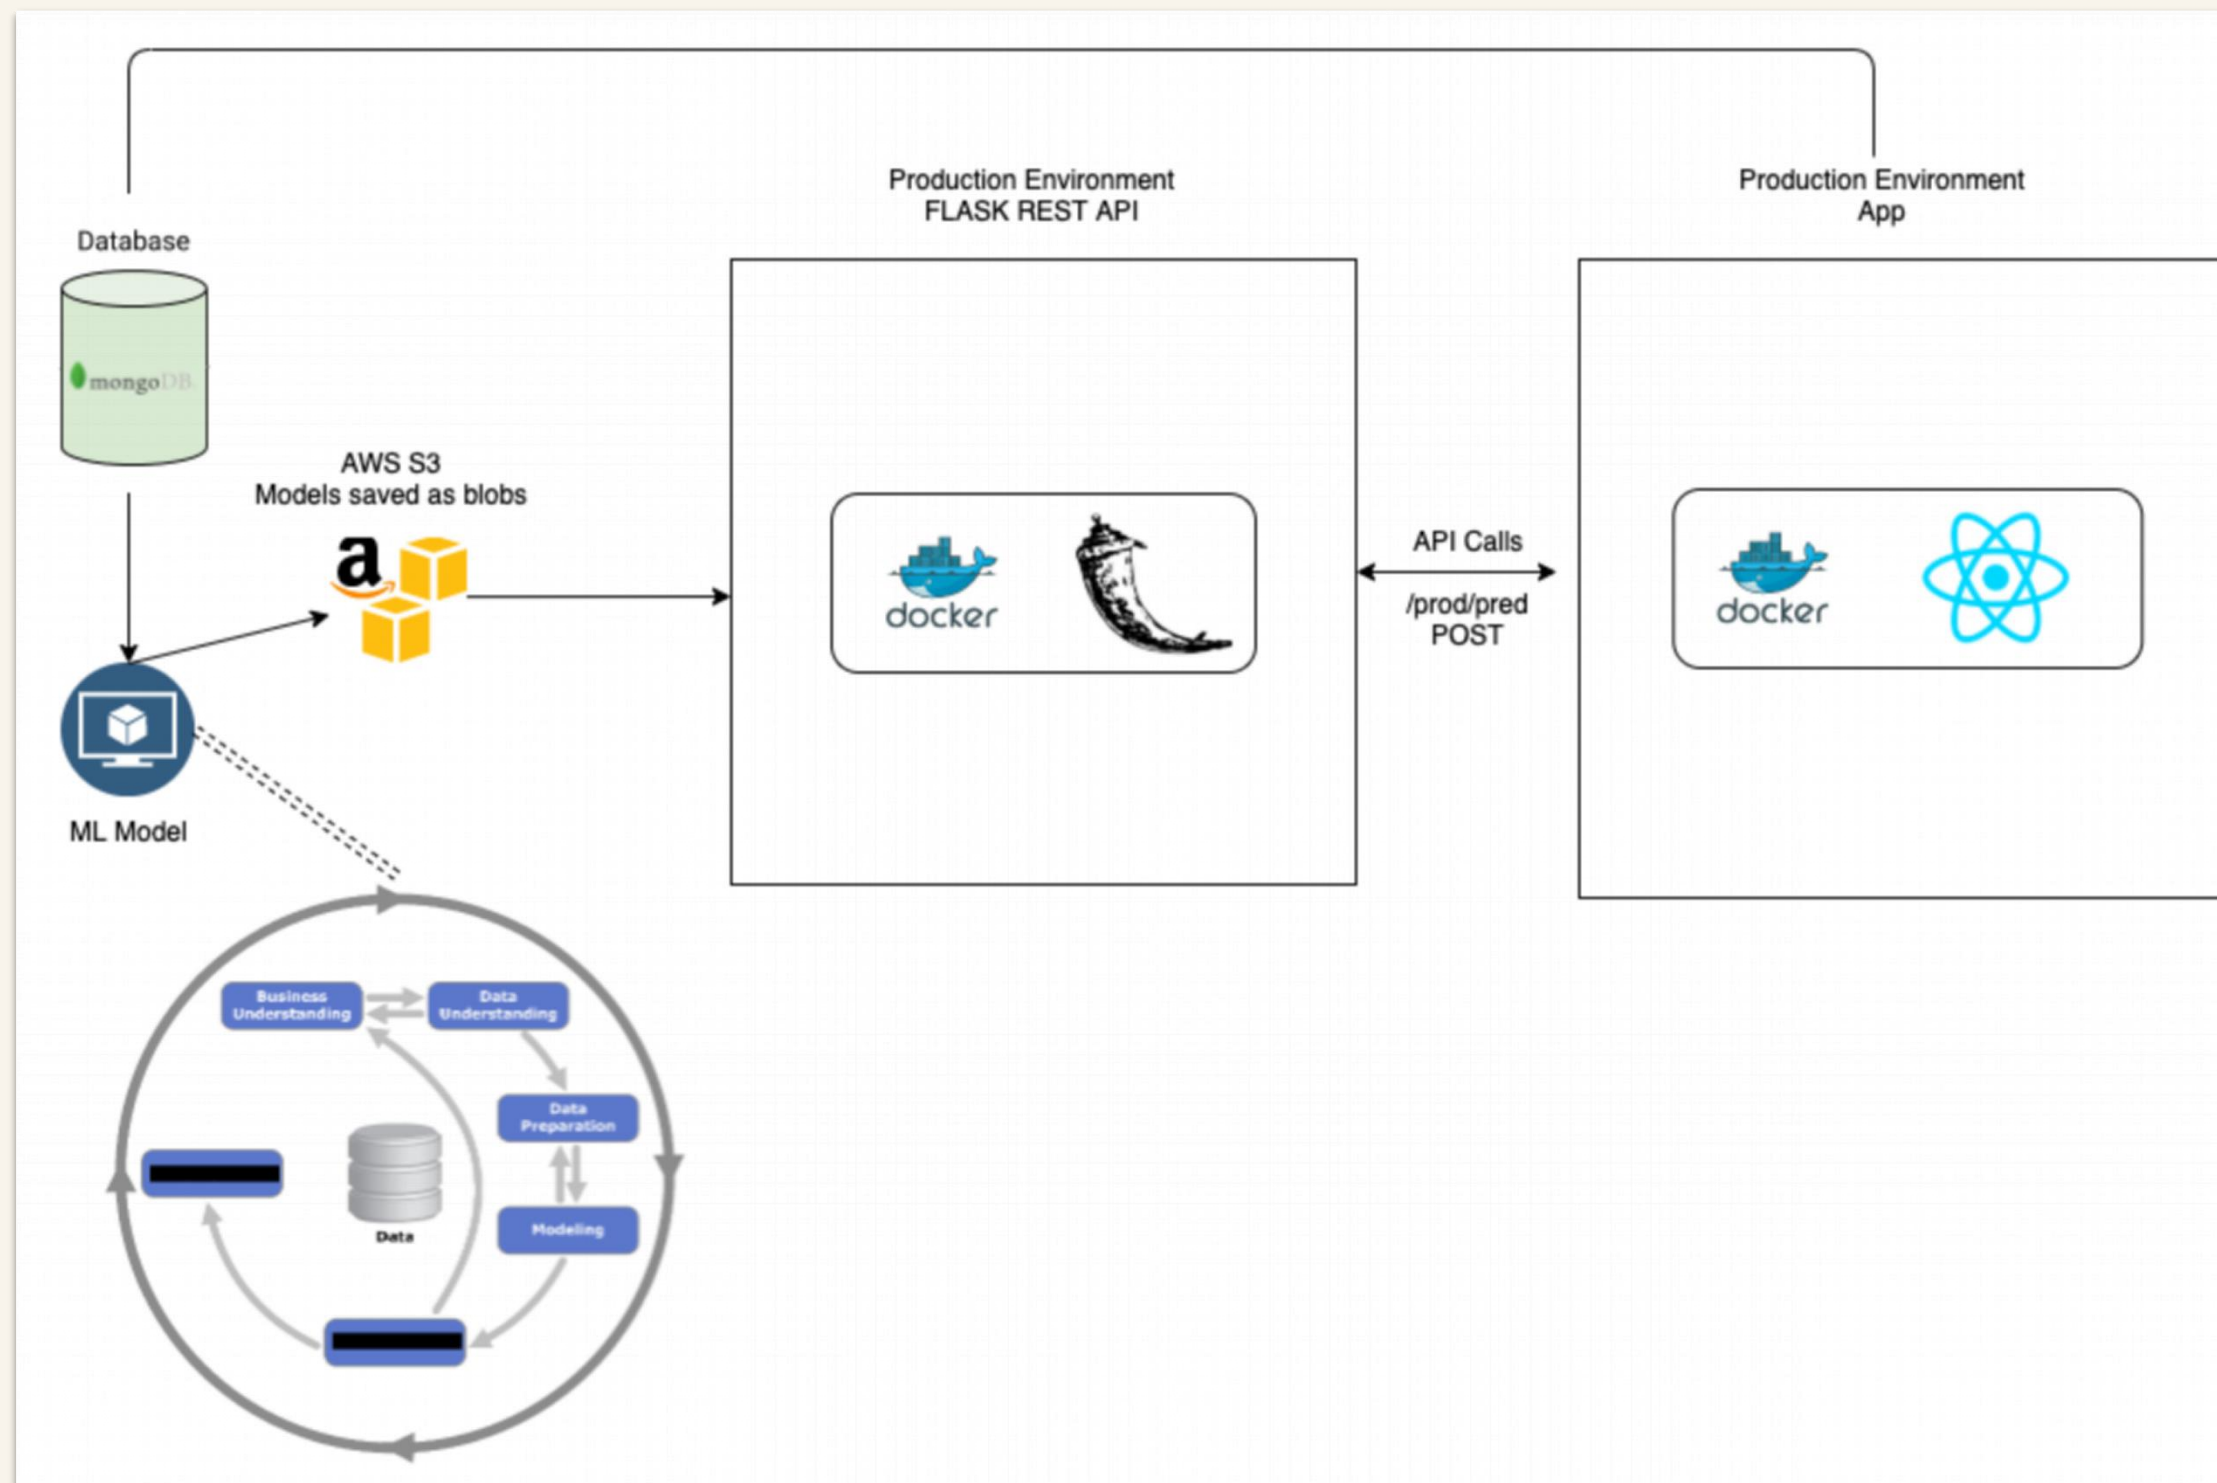 Production Environment
FLASK REST API
Production Environment
App
Database
mongoDB.
AWS S3
Models saved as blobs
a
docker
API Calls
/prod/pred
POST
docker
ML Model
Business
Understanding
Data
Understanding
Data
Preparation
Data
Modeling